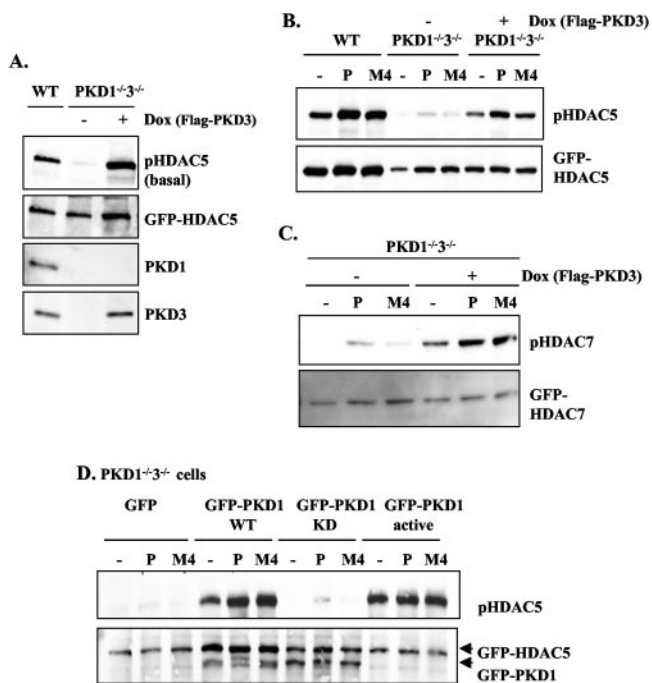 A.
WT PKD1-/-3-/-
- + Dox (Flag-PKD3)
pHDAC5
(basal)
GFP-HDAC5
PKD1
PKD3
B.
- + Dox (Flag-PKD3)
WT PKD1-/-3-/- PKD1-/-3-/-
- P M4 - P M4 - P M4
pHDAC5
GFP-
HDAC5
C.
PKD1-/-3-/-
- + Dox (Flag-PKD3)
- P M4 - P M4
pHDAC7
GFP-
HDAC7
D. PKD1-/-3-/- cells
GFP GFP-PKD1 GFP-PKD1 GFP-PKD1
WT KD active
- P M4 - P M4 - P M4 - P M4
pHDAC5
GFP-HDAC5
GFP-PKD1